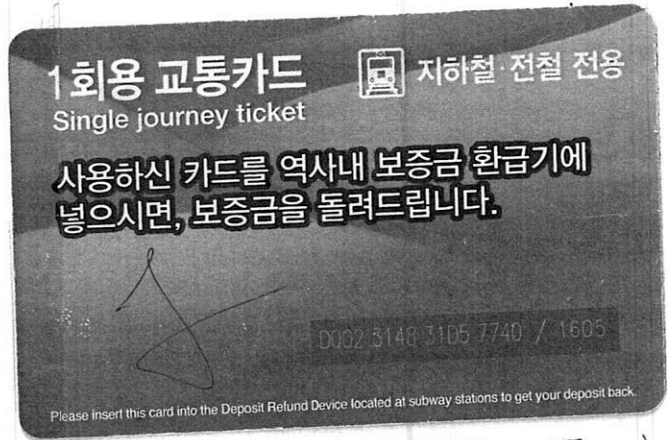 1회용 교통카드
지하철·전철 전용
Single journey ticket
사용하신 카드를 역사내 보증금 환급기에
넣으시면, 보증금을 돌려드립니다.
D002 3148 31D5 7740 / 1605
Please insert this card into the Deposit Refund Device located at subway stations to get your deposit back.